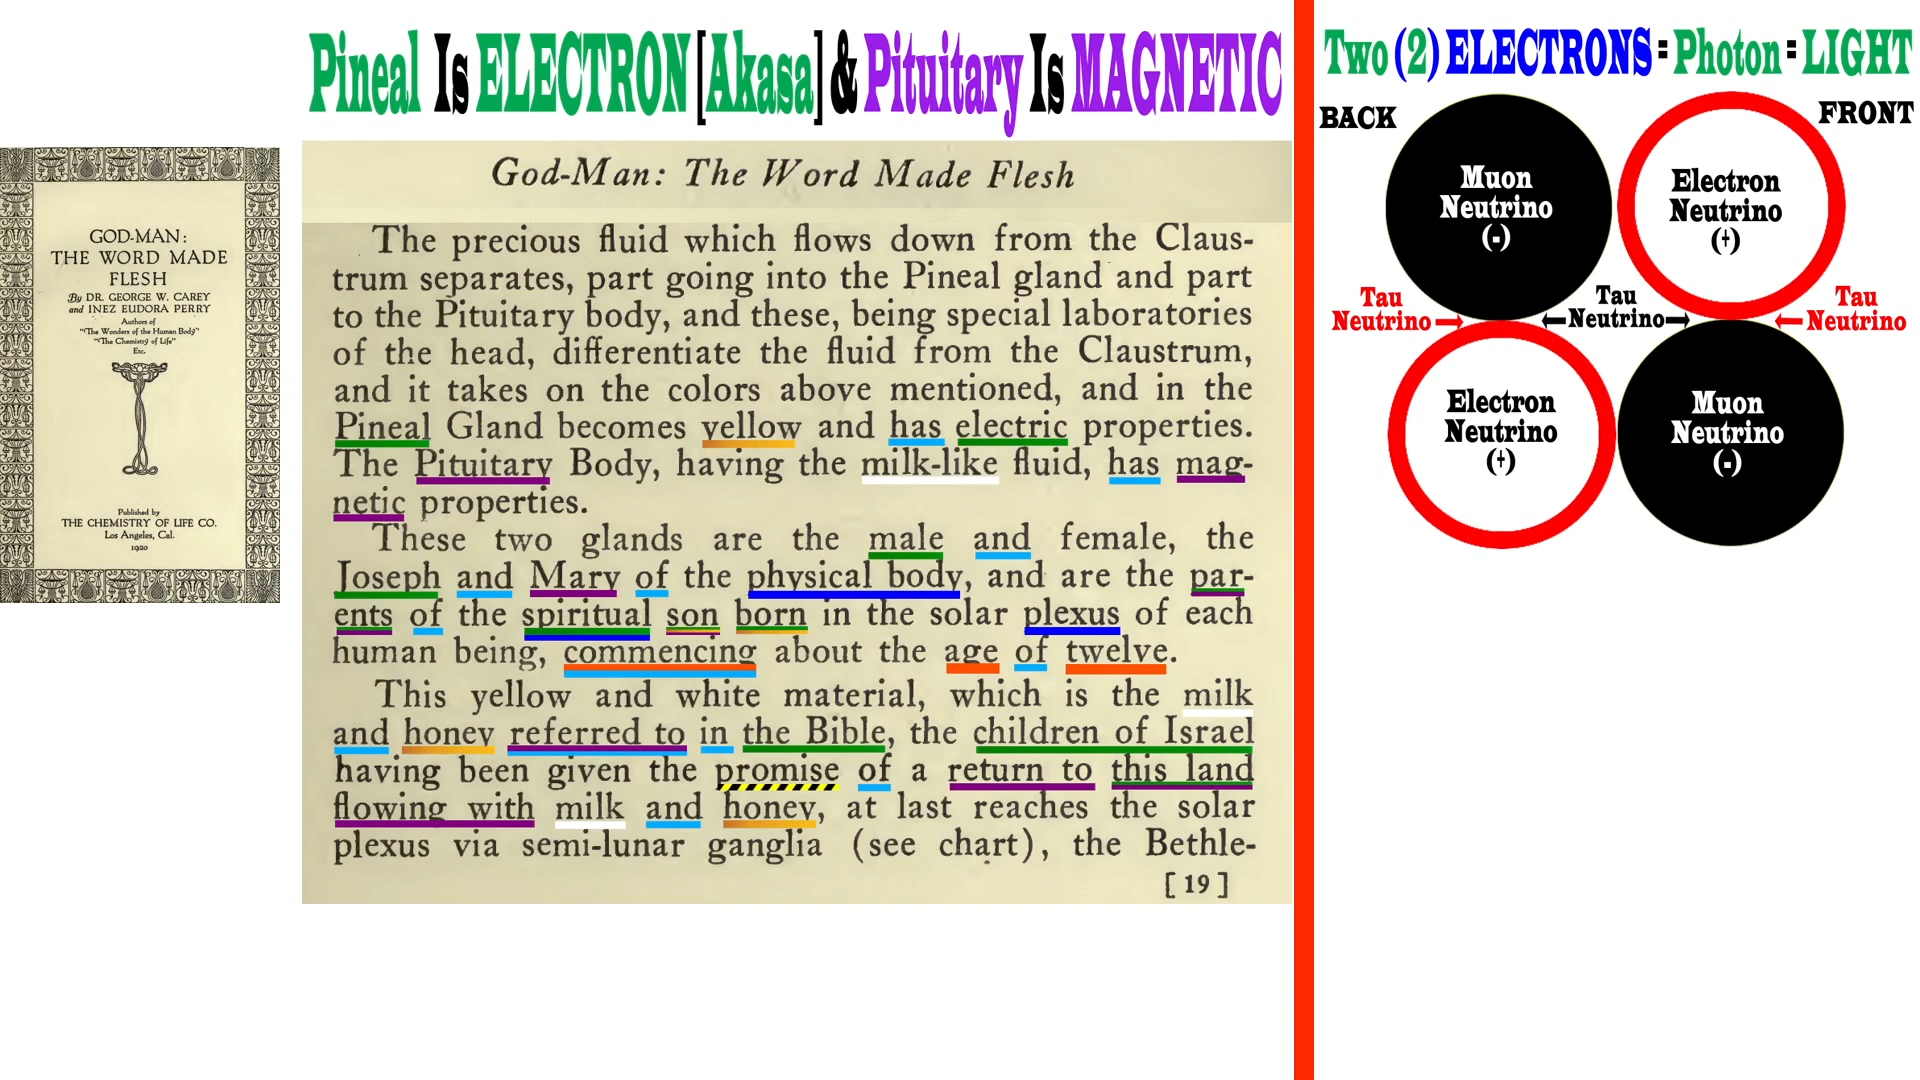 Pineal Is ELECTRON [Akasa] & Pituitary Is MAGNETIC
GOD-MAN:
THE WORD MADE
FLESH
By DR. GEORGE W. CAREY
and INEZ EUDORA PERRY
Authors of
"The Wonders of the Human Body"
"The Chemistry of Life"
Etc.
Published by
THE CHEMISTRY OF LIFE CO.
Los Angeles, Cal.
1920
God-Man: The Word Made Flesh
The precious fluid which flows down from the Claus-
trum separates, part going into the Pineal gland and part
to the Pituitary body, and these, being special laboratories
of the head, differentiate the fluid from the Claustrum,
and it takes on the colors above mentioned, and in the
Pineal Gland becomes yellow and has electric properties.
The Pituitary Body, having the milk-like fluid, has mag-
netic properties.
These two glands are the male and female, the
Joseph and Mary of the physical body, and are the par-
ents of the spiritual son born in the solar plexus of each
human being, commencing about the age of twelve.
This yellow and white material, which is the milk
and honey referred to in the Bible, the children of Israel
having been given the promise of a return to this land
flowing with milk and honey, at last reaches the solar
plexus via semi-lunar ganglia (see chart), the Bethle-
[ 19 ]
Two (2) ELECTRONS = Photon = LIGHT
BACK
FRONT
Muon
Neutrino
(-)
Electron
Neutrino
(+)
Tau
Neutrino
Tau
Neutrino
Tau
Neutrino
Electron
Neutrino
(+)
Muon
Neutrino
(-)